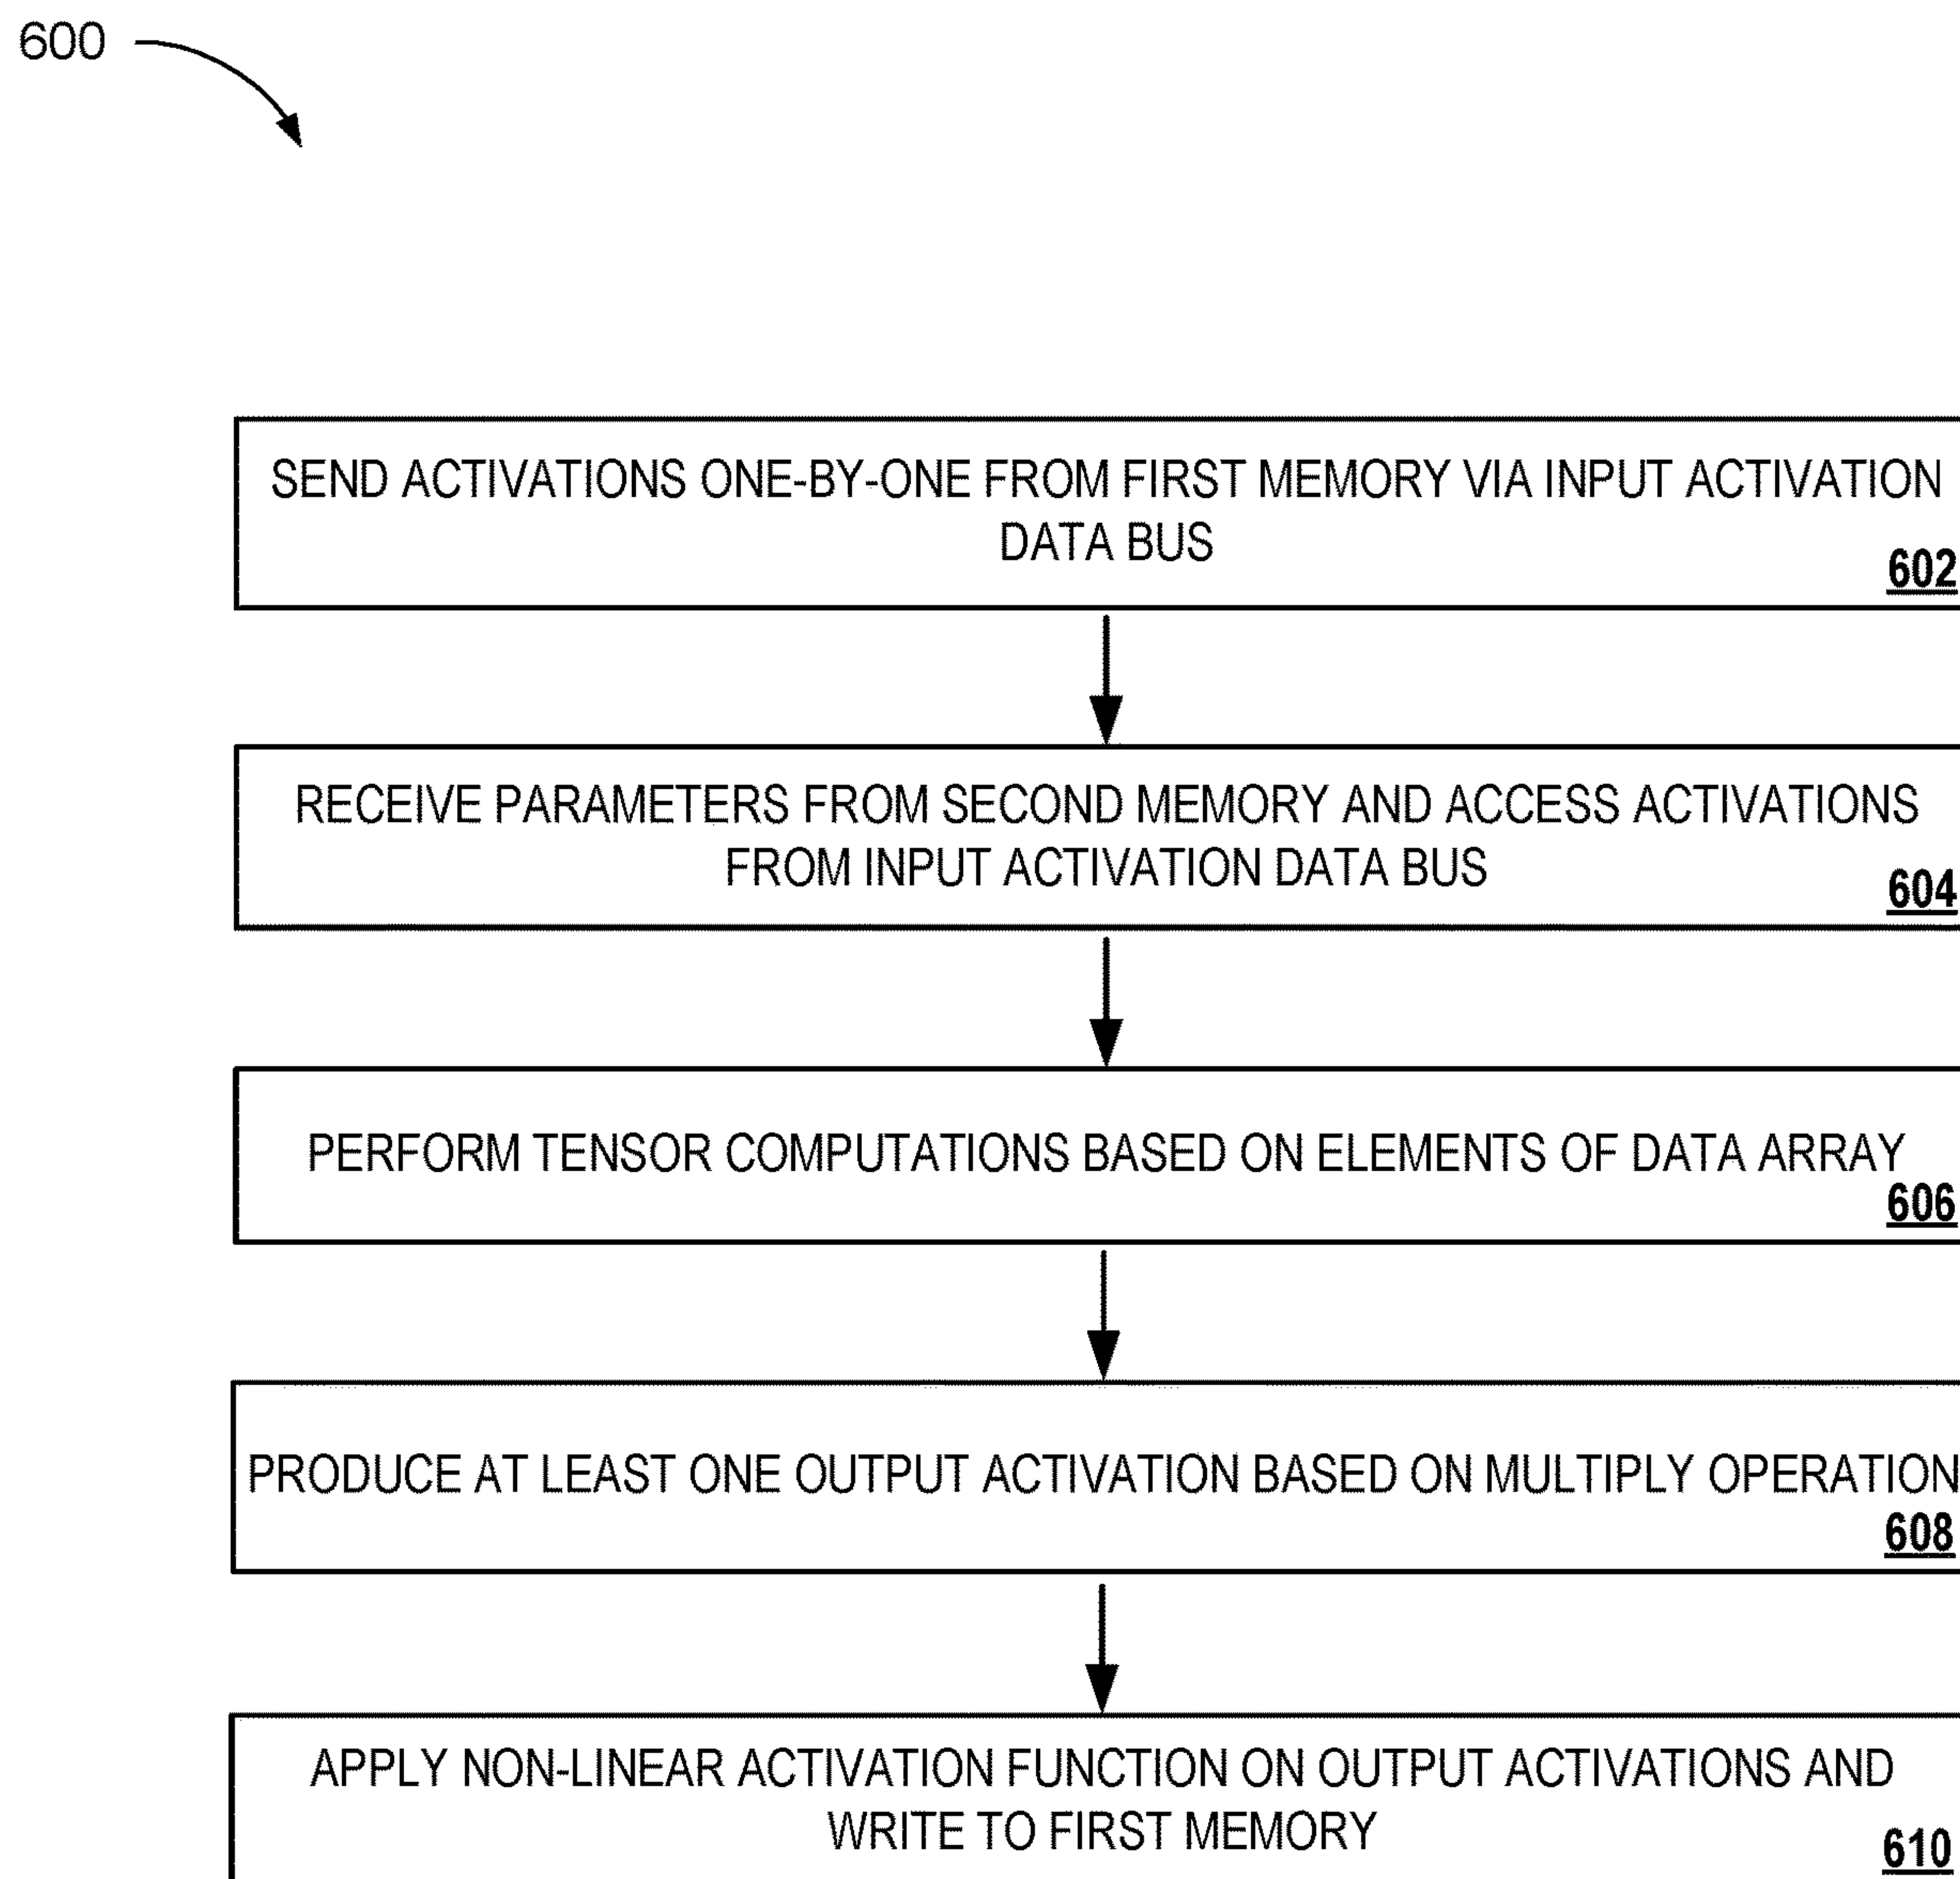 600
SEND ACTIVATIONS ONE-BY-ONE FROM FIRST MEMORY VIA INPUT ACTIVATION
DATA BUS
602
RECEIVE PARAMETERS FROM SECOND MEMORY AND ACCESS ACTIVATIONS
FROM INPUT ACTIVATION DATA BUS
604
PERFORM TENSOR COMPUTATIONS BASED ON ELEMENTS OF DATA ARRAY
606
PRODUCE AT LEAST ONE OUTPUT ACTIVATION BASED ON MULTIPLY OPERATION
608
APPLY NON-LINEAR ACTIVATION FUNCTION ON OUTPUT ACTIVATIONS AND
WRITE TO FIRST MEMORY
610